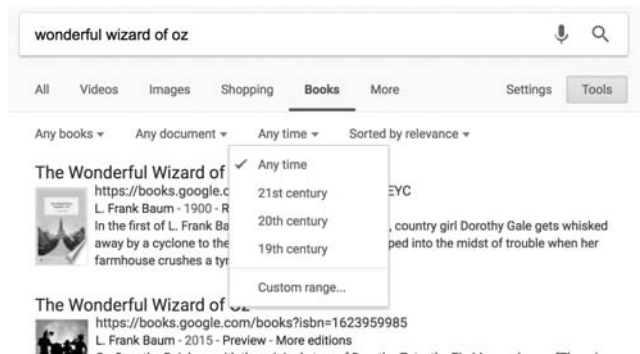 wonderful wizard of oz
All Videos Images Shopping Books More Settings Tools
Any books Any document Any time Sorted by relevance
Any time
21st century
20th century
19th century
Custom range...
The Wonderful Wizard of
https://books.google.c EYC
L. Frank Baum - 1900 - R
In the first of L. Frank Ba , country girl Dorothy Gale gets whisked
away by a cyclone to the ped into the midst of trouble when her
farmhouse crushes a tyr
The Wonderful Wizard of Oz
https://books.google.com/books?isbn=1623959985
L. Frank Baum - 2015 - Preview - More editions